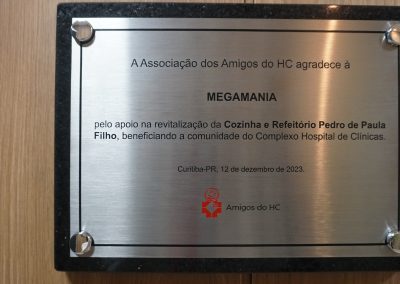 A Associação dos Amigos do HC agradece à
MEGAMANIA
pelo apoio na revitalização da Cozinha e Refeitório Pedro de Paula
Filho, beneficiando a comunidade do Complexo Hospital de Clínicas.
Curitiba-PR, 12 de dezembro de 2023.
Amigos do HC